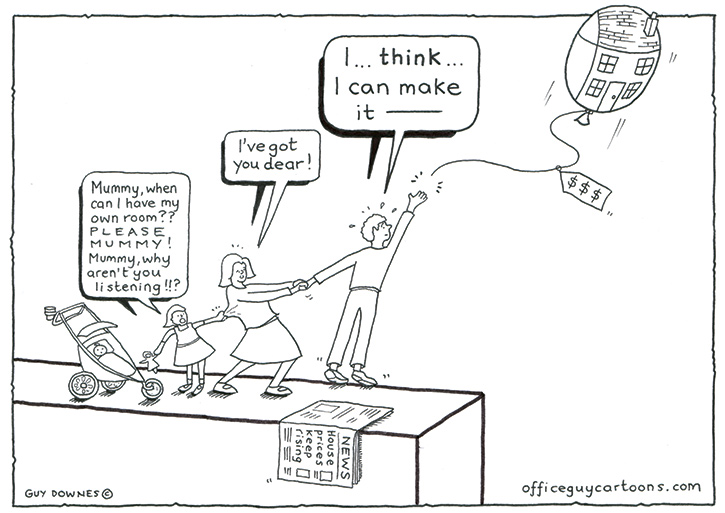 I... think...
I can make
it ——
I've got
you dear!
Mummy, when
can I have my
own room??
PLEASE
MUMMY!
Mummy, why
aren't you
listening!!?
$$$
NEWS
House
prices
keep
rising
GUY DOWNES ©
officeguycartoons.com